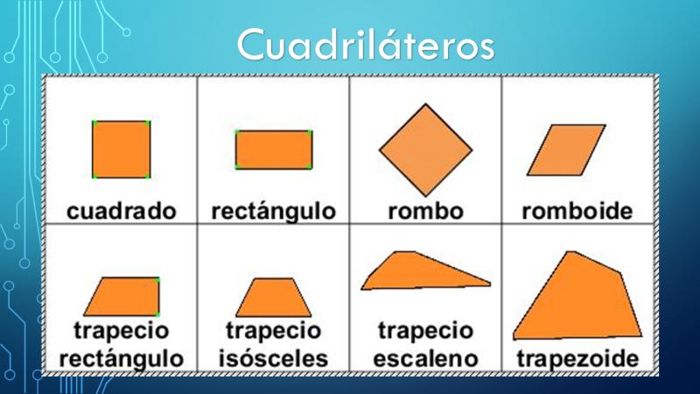 Cuadriláteros
cuadrado
rectángulo
rombo
romboide
trapecio
rectángulo
trapecio
isósceles
trapecio
escaleno
trapezoide